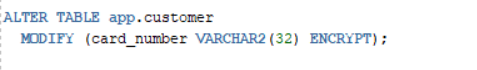 ALTER TABLE app.customer
MODIFY (card_number VARCHAR2(32) ENCRYPT);